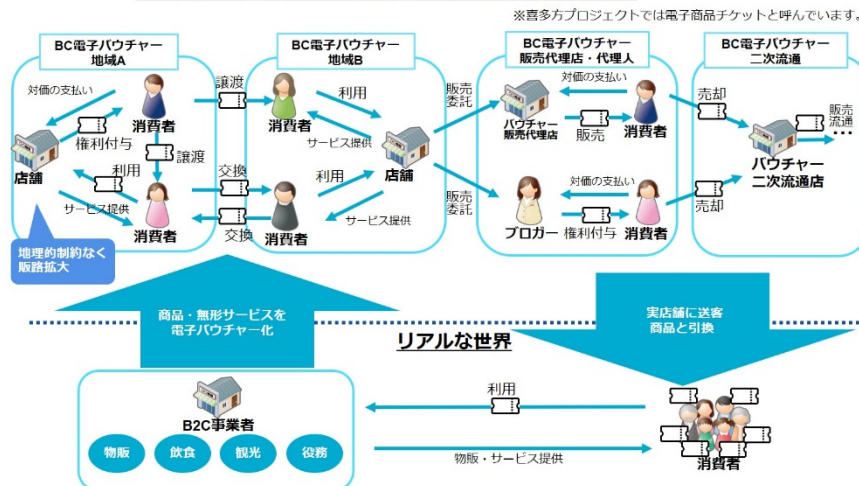 ※喜多方プロジェクトでは電子商品チケットと呼んでいます。
BC電子バウチャー
地域A
BC電子バウチャー
地域B
BC電子バウチャー
販売代理店・代理人
BC電子バウチャー
二次流通
対価の支払い
消費者
権利付与
店舗
利用
譲渡
サービス提供
消費者
地理的制約なく
販路拡大
譲渡
交換
交換
消費者
利用
サービス提供
店舗
利用
サービス提供
消費者
販売
委託
販売
委託
対価の支払い
バウチャー
販売代理店
販売
消費者
対価の支払い
ブロガー
権利付与
消費者
売却
売却
バウチャー
二次流通店
販売
流通
…
商品・無形サービスを
電子バウチャー化
実店舗に送客
商品と引換
リアルな世界
B2C事業者
物販
飲食
観光
役務
利用
物販・サービス提供
消費者